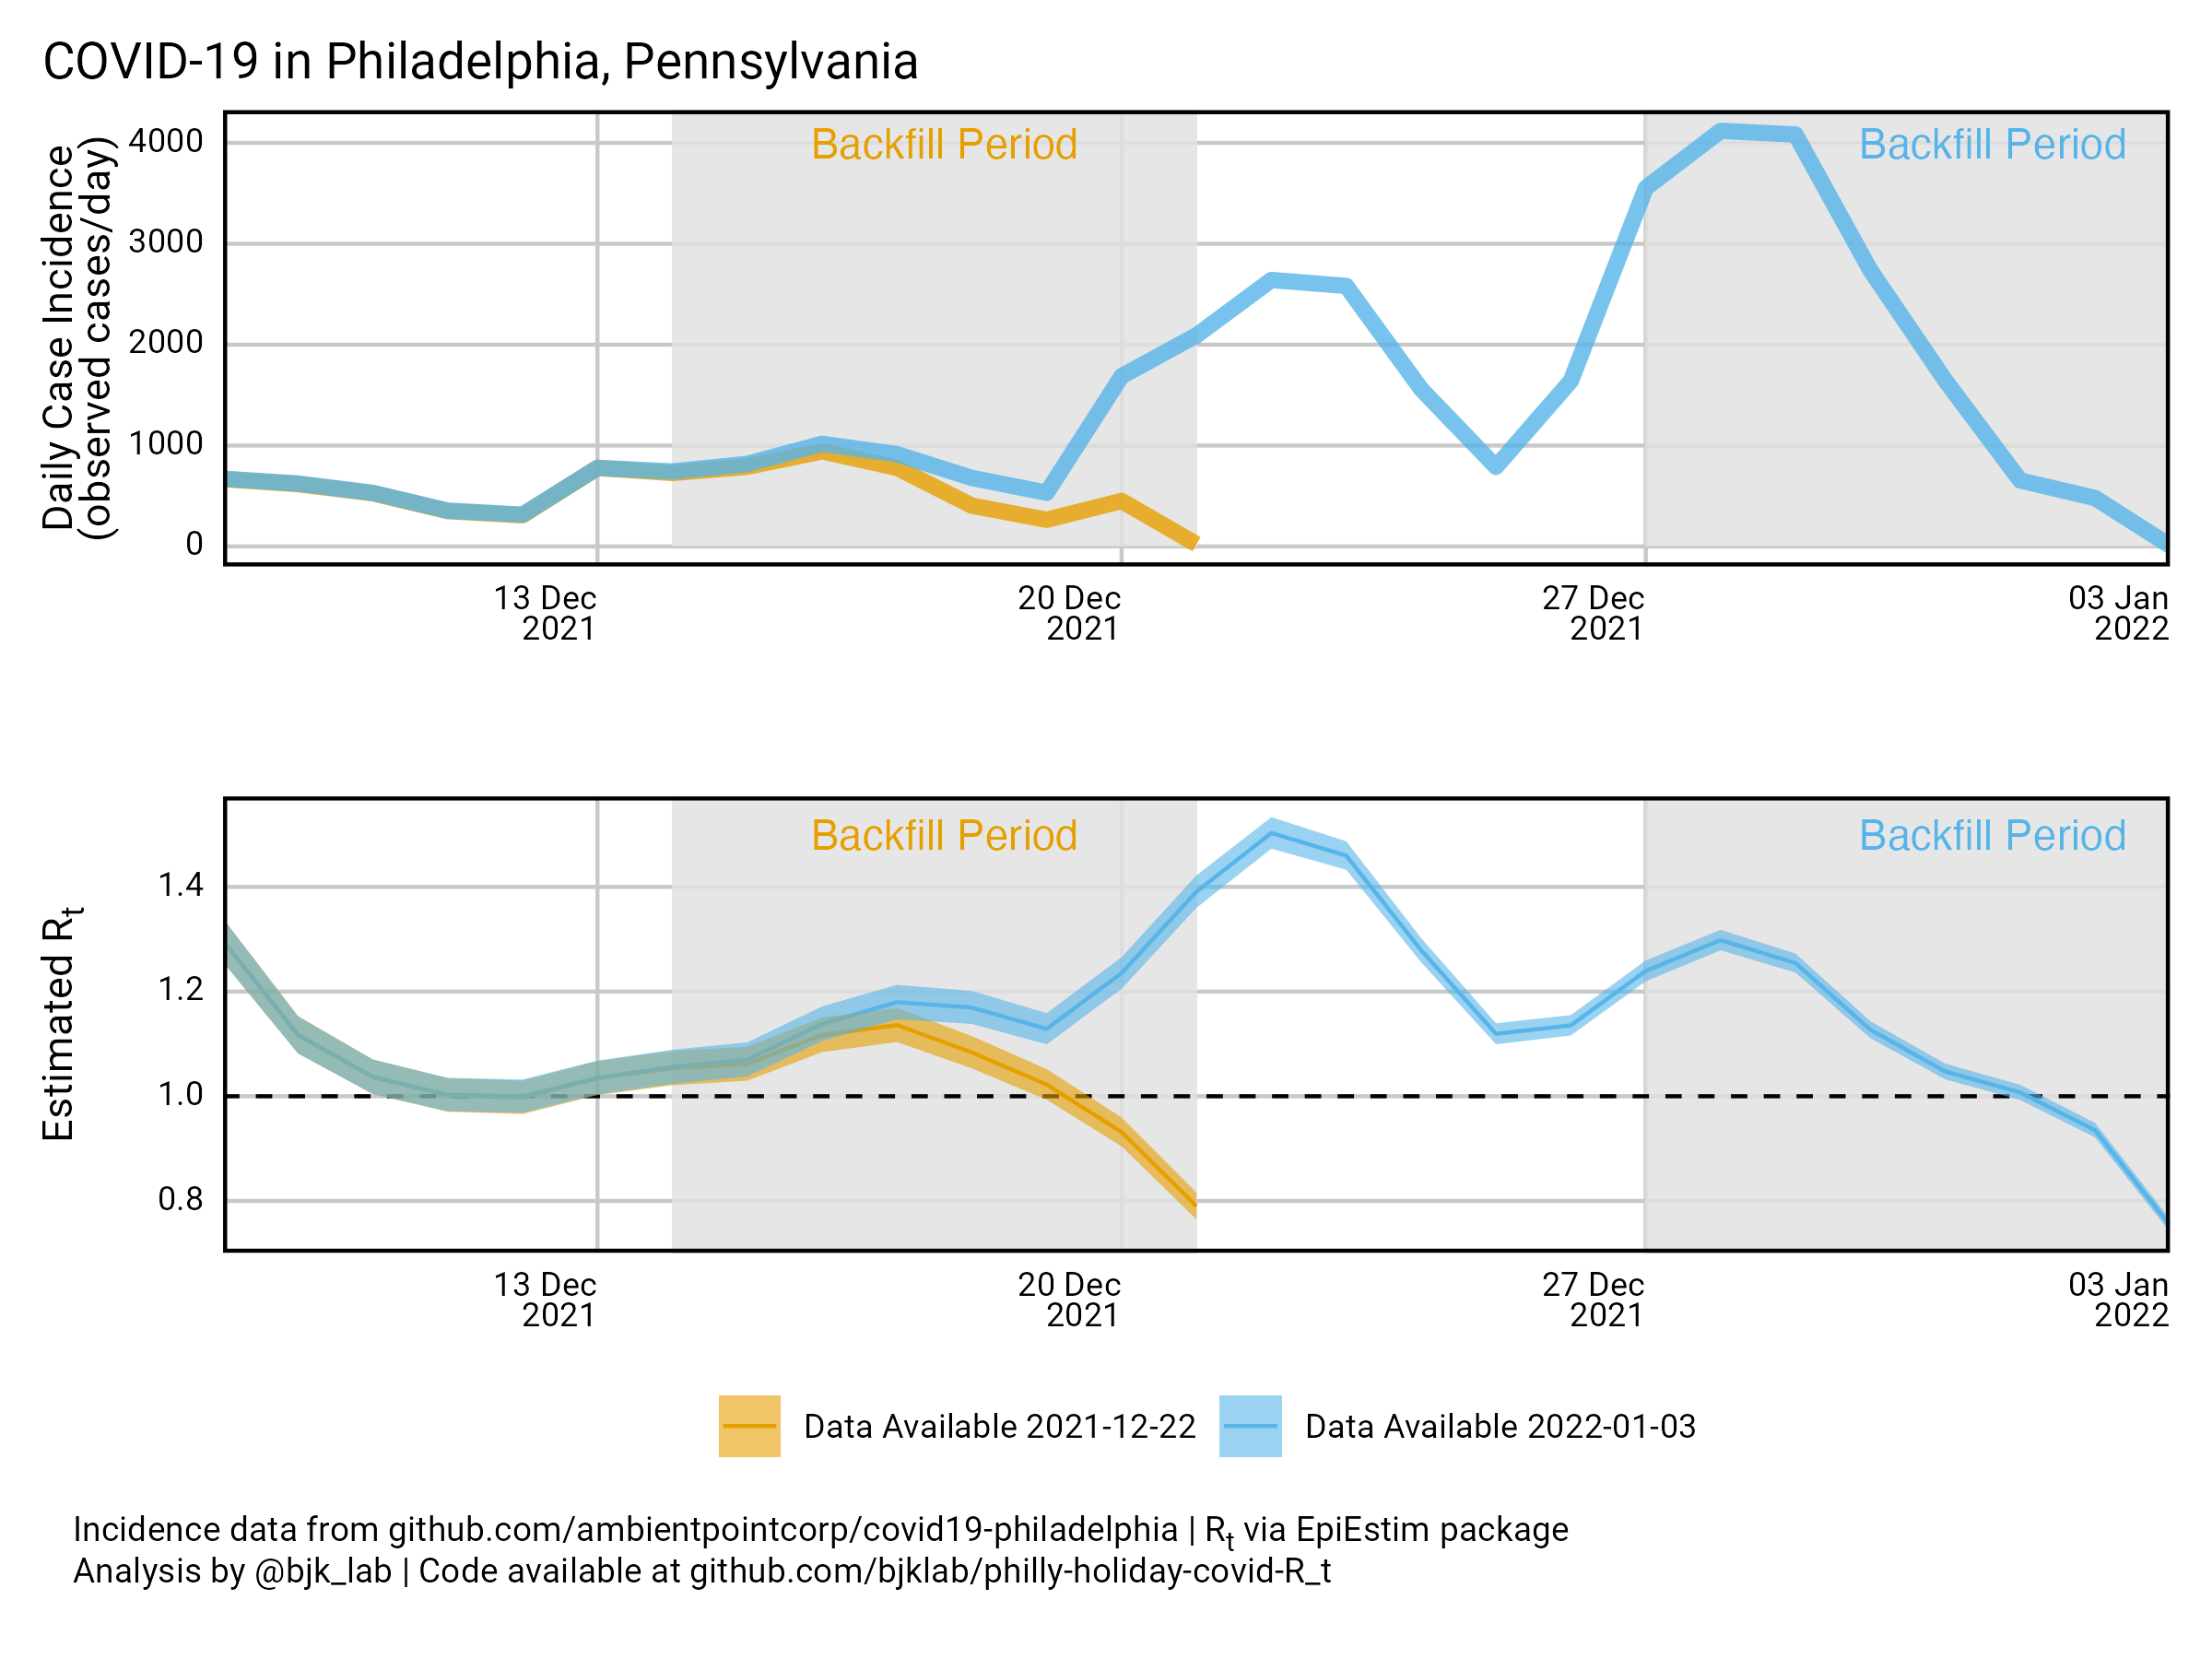 COVID-19 in Philadelphia, Pennsylvania
Daily Case Incidence
(observed cases/day)
4000
3000
2000
1000
0
Backfill Period
Backfill Period
13 Dec
2021
20 Dec
2021
27 Dec
2021
03 Jan
2022
Estimated Rt
1.4
1.2
1.0
0.8
Backfill Period
Backfill Period
13 Dec
2021
20 Dec
2021
27 Dec
2021
03 Jan
2022
Data Available 2021-12-22
Data Available 2022-01-03
Incidence data from github.com/ambientpointcorp/covid19-philadelphia | Rt via EpiEstim package
Analysis by @bjk_lab | Code available at github.com/bjklab/philly-holiday-covid-R_t